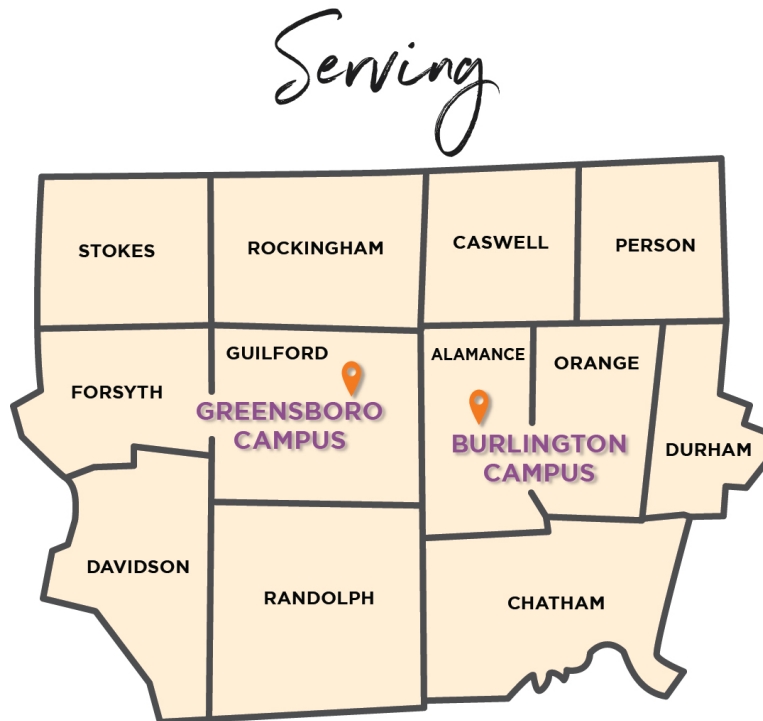 Serving
STOKES
ROCKINGHAM
CASWELL
PERSON
GUILFORD
ALAMANCE
ORANGE
FORSYTH
GREENSBORO
CAMPUS
BURLINGTON
CAMPUS
DURHAM
DAVIDSON
RANDOLPH
CHATHAM